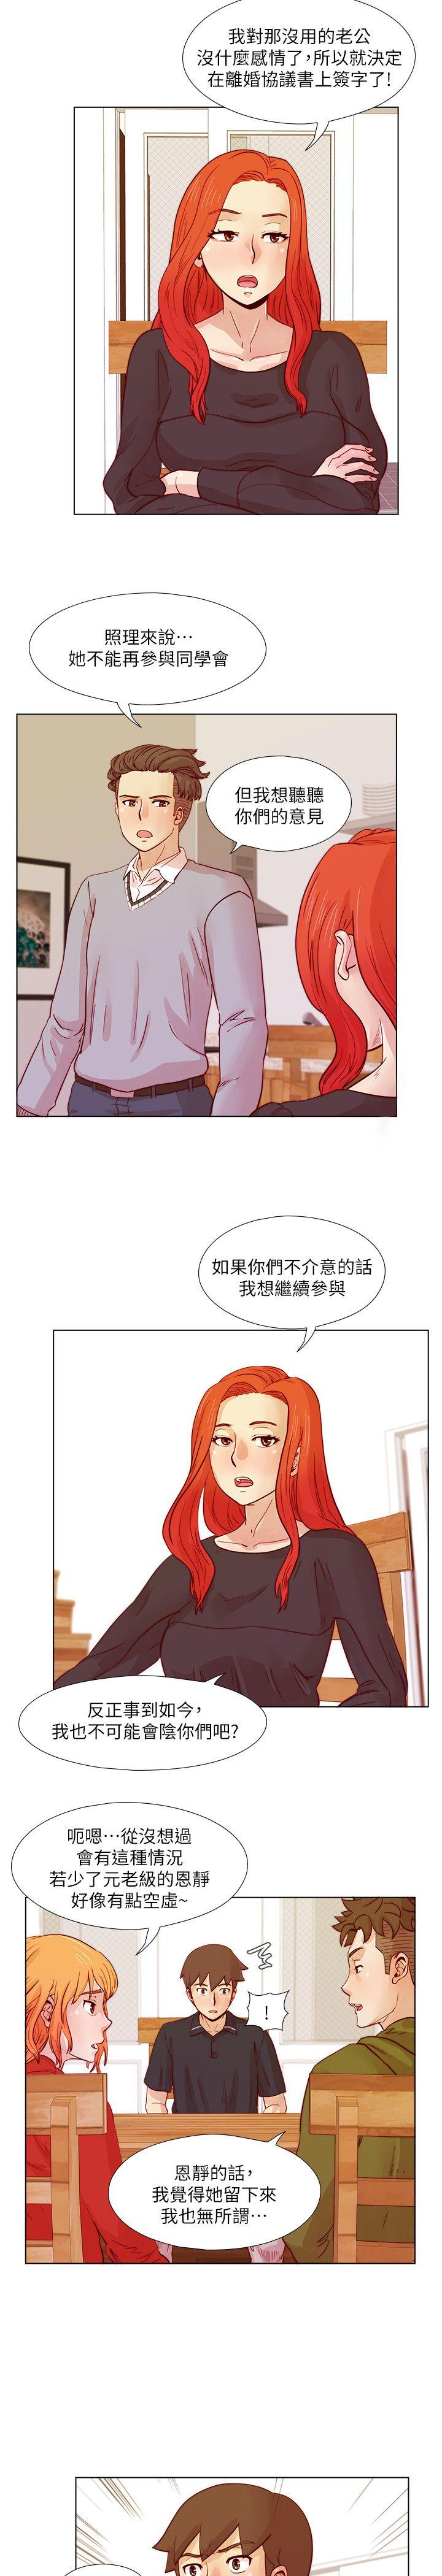 我對那沒用的老公
沒什麼感情了,所以就決定
在離婚協議書上簽字了!
照理來說…
她不能再參與同學會
但我想聽聽
你們的意見
如果你們不介意的話
我想繼續參與
反正事到如今,
我也不可能會陰你們吧?
呃嗯…從沒想過
會有這種情況
若少了元老級的恩靜
好像有點空虛~
!
恩靜的話,
我覺得她留下來
我也無所謂…